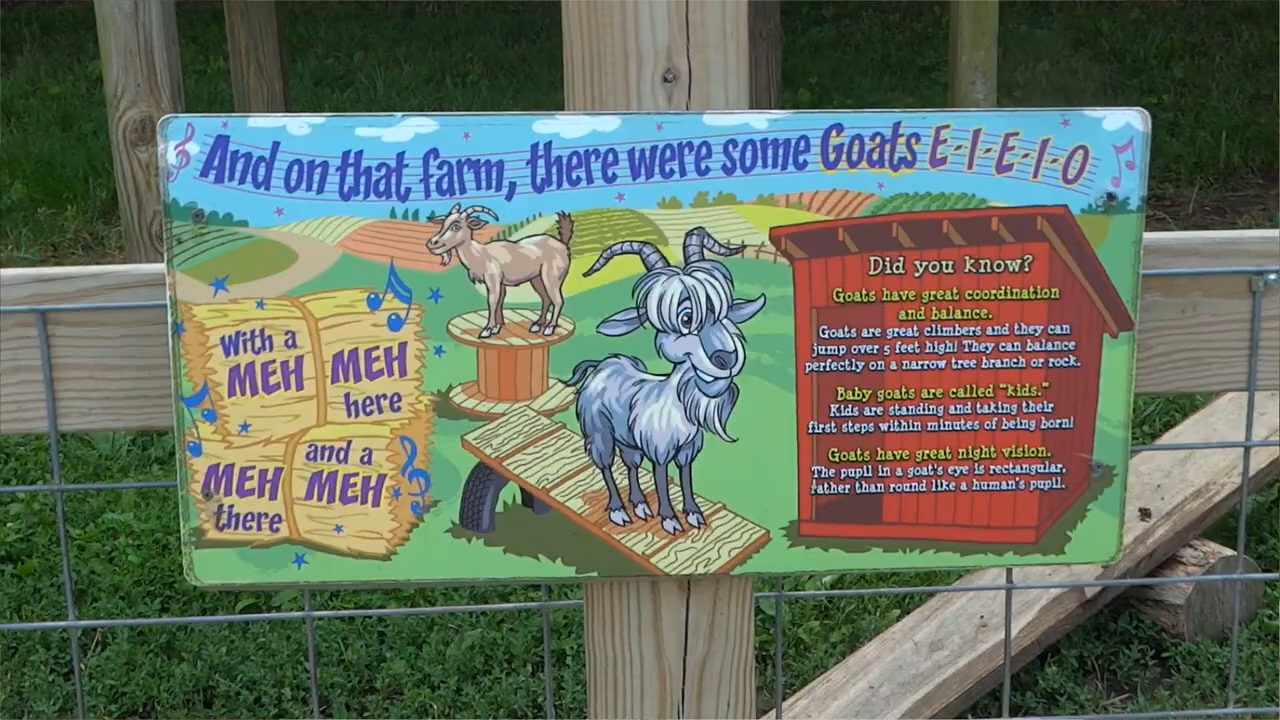 And on that farm, there were some Goats E-I-E-I-O
With a
MEH
MEH
here
MEH
there
and a
MEH
Did you know?
Goats have great coordination
and balance.
Goats are great climbers and they can
jump over 5 feet high! They can balance
perfectly on a narrow tree branch or rock.
Baby goats are called "kids."
Kids are standing and taking their
first steps within minutes of being born!
Goats have great night vision.
The pupil in a goat's eye is rectangular,
rather than round like a human's pupil.